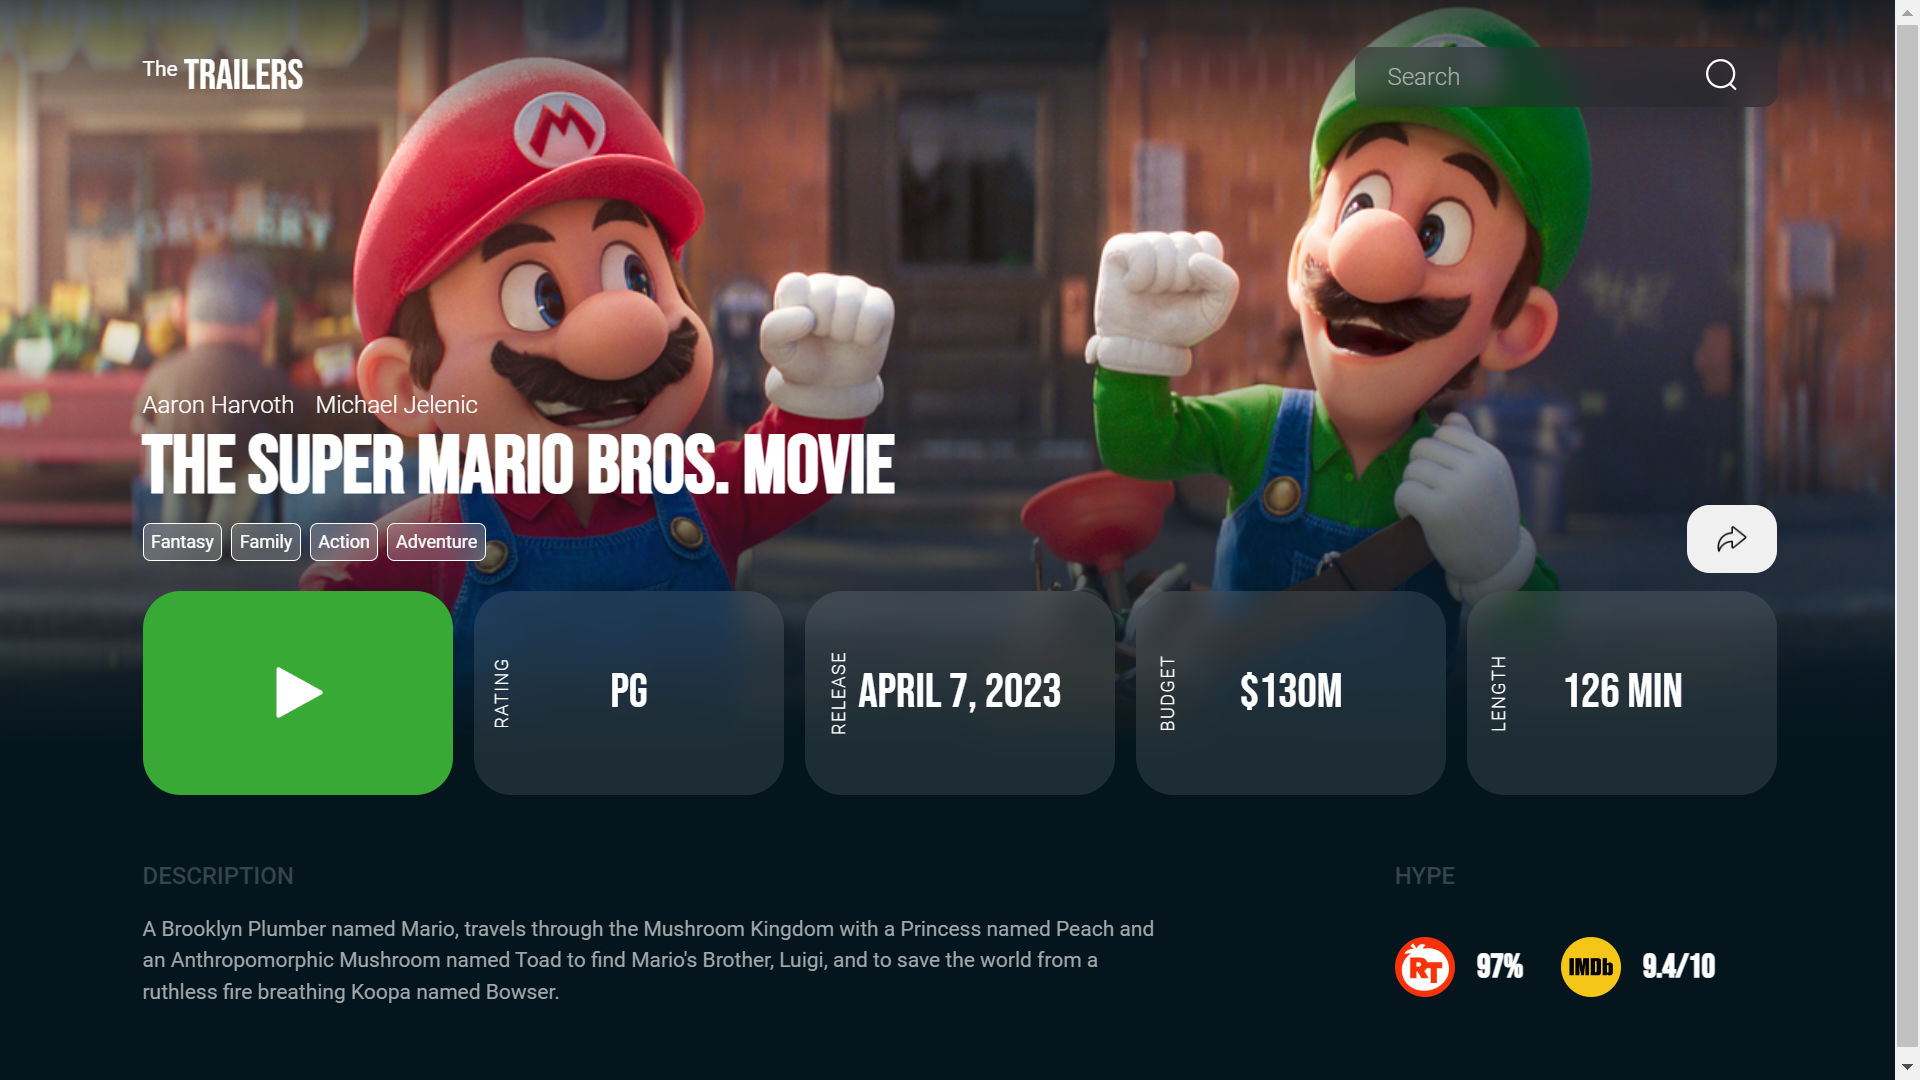 The TRAILERS
Search
GROCERY
M
Aaron Harvoth Michael Jelenic
THE SUPER MARIO BROS. MOVIE
Fantasy Family Action Adventure
RATING PG
RELEASE APRIL 7, 2023
BUDGET $130M
LENGTH 126 MIN
DESCRIPTION
A Brooklyn Plumber named Mario, travels through the Mushroom Kingdom with a Princess named Peach and
an Anthropomorphic Mushroom named Toad to find Mario's Brother, Luigi, and to save the world from a
ruthless fire breathing Koopa named Bowser.
HYPE
RT 97% IMDb 9.4/10